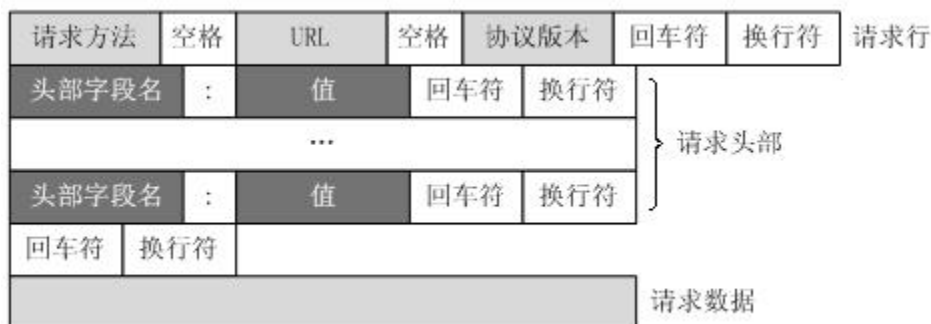 请求方法 空格 URL 空格 协议版本 回车符 换行符 请求行
头部字段名 : 值 回车符 换行符
… 请求头部
头部字段名 : 值 回车符 换行符
回车符 换行符
请求数据